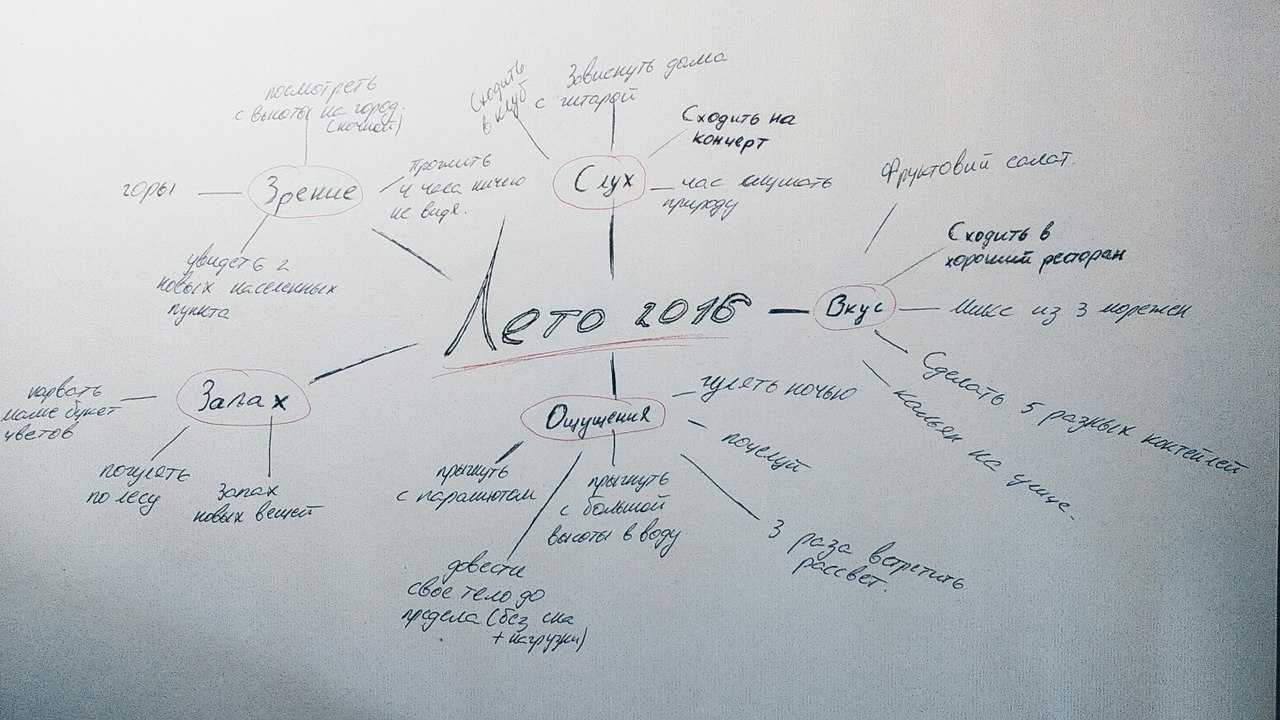 Лето 2016
Зрение
посмотреть
с высоты на город.
(ночной)
горы
увидеть 2
новых населенных
пункта
Прожить
4 часа ничего
не видя.
Слух
Сходить
в клуб
Зависнуть дома
с гитарой
Сходить на
концерт
час слушать
природу
Вкус
Фруктовий салат.
Сходить в
хороший ресторан
Микс из 3 морожен
Сделать 5 разных коктейлей
кальян на улице.
Ощущения
гулять ночью
поцелуй
3 раза встретить
рассвет
прыгнуть
с большой
высоты в воду
довести
свое тело до
предела (без сна
+ нагрузки)
прыгнуть
с парашютом
Запах
нарвать
маме букет
цветов
погулять
по лесу
Запах
новых вещей